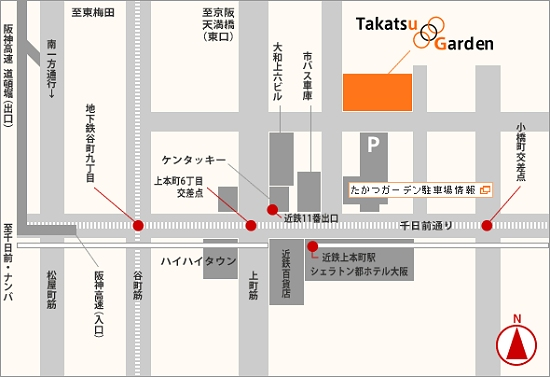 至東梅田
至京阪
天満橋
(東口)
Takatsu
Garden
阪神高速 道頓堀(出口)
南一方通行→
大和上六ビル
市バス車庫
地下鉄谷町九丁目
小橋町交差点
P
ケンタッキー
上本町6丁目
交差点
たかつガーデン駐車場情報
近鉄11番出口
千日前通り
至千日前・ナンバ
ハイハイタウン
近鉄百貨店
近鉄上本町駅
シェラトン都ホテル大阪
松屋町筋
阪神高速(入口)
谷町筋
上町筋
N